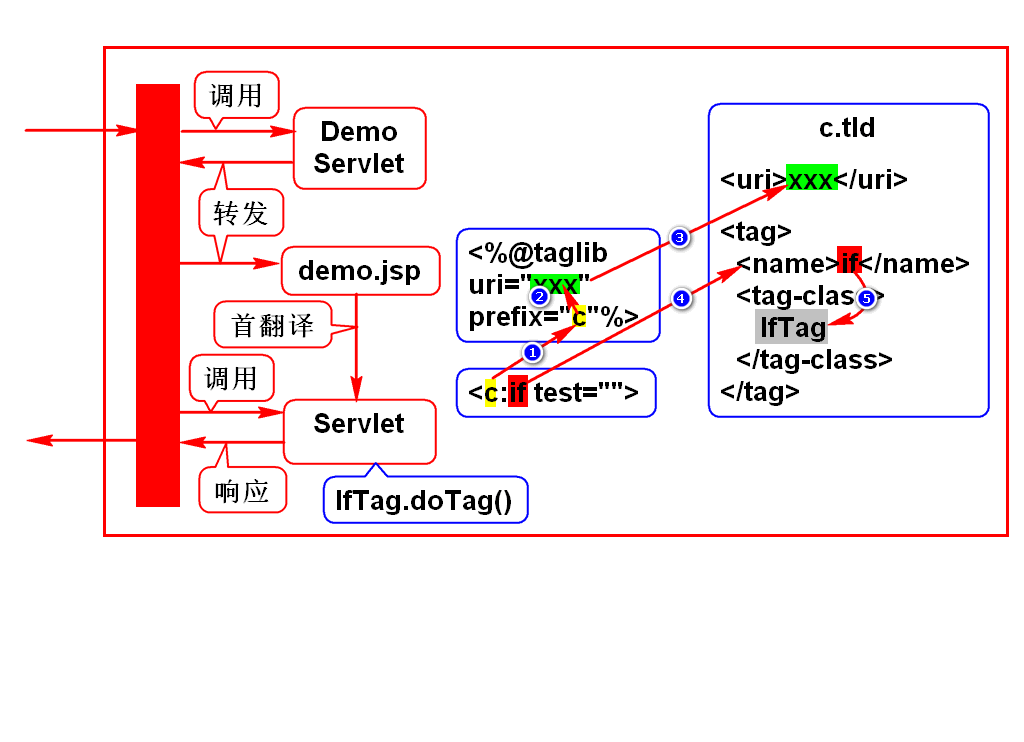 调用
Demo
Servlet
转发
demo.jsp
首翻译
调用
Servlet
响应
IfTag.doTag()
<%@taglib
uri="xxx"
prefix="c"%>
<c:if test="">
1
2
3
4
5
c.tld
<uri>xxx</uri>
<tag>
<name>if</name>
<tag-class>
IfTag
</tag-class>
</tag>